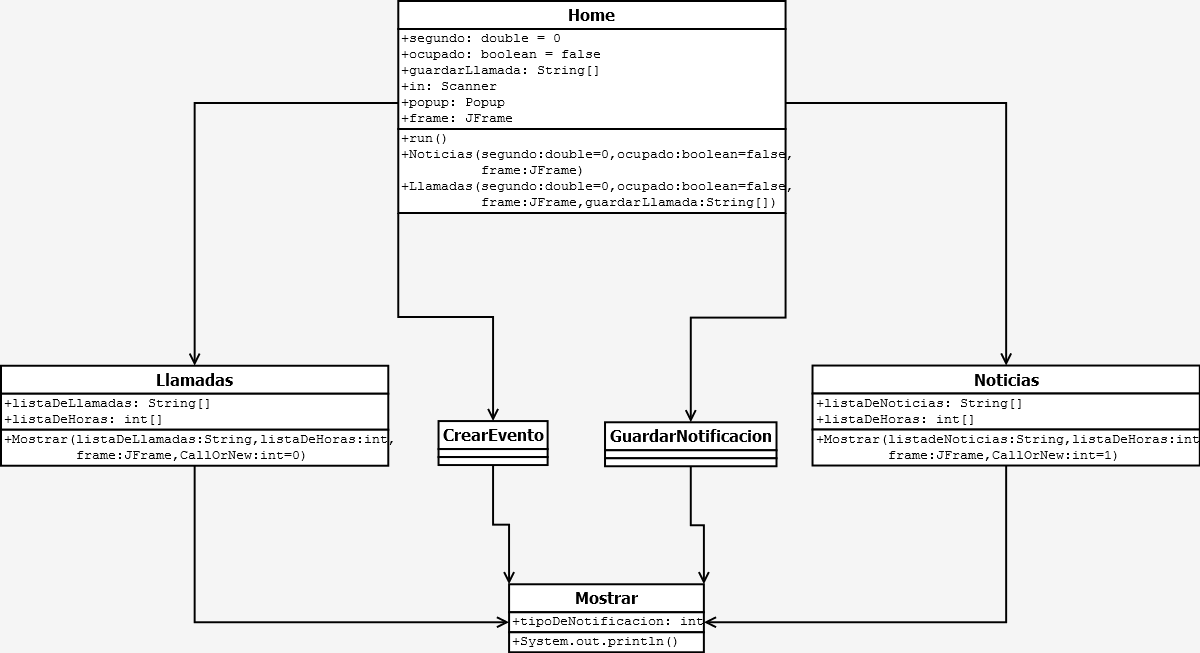 Home
+segundo: double = 0
+ocupado: boolean = false
+guardarLlamada: String[]
+in: Scanner
+popup: Popup
+frame: JFrame
+run()
+Noticias(segundo:double=0,ocupado:boolean=false,
frame:JFrame)
+Llamadas(segundo:double=0,ocupado:boolean=false,
frame:JFrame,guardarLlamada:String[])
Llamadas
+listaDeLlamadas: String[]
+listaDeHoras: int[]
+Mostrar(listaDeLlamadas:String,listaDeHoras:int,
frame:JFrame,CallOrNew:int=0)
CrearEvento
GuardarNotificacion
Noticias
+listaDeNoticias: String[]
+listaDeHoras: int[]
+Mostrar(listadeNoticias:String,listaDeHoras:int
frame:JFrame,CallOrNew:int=1)
Mostrar
+tipoDeNotificacion: int
+System.out.println()